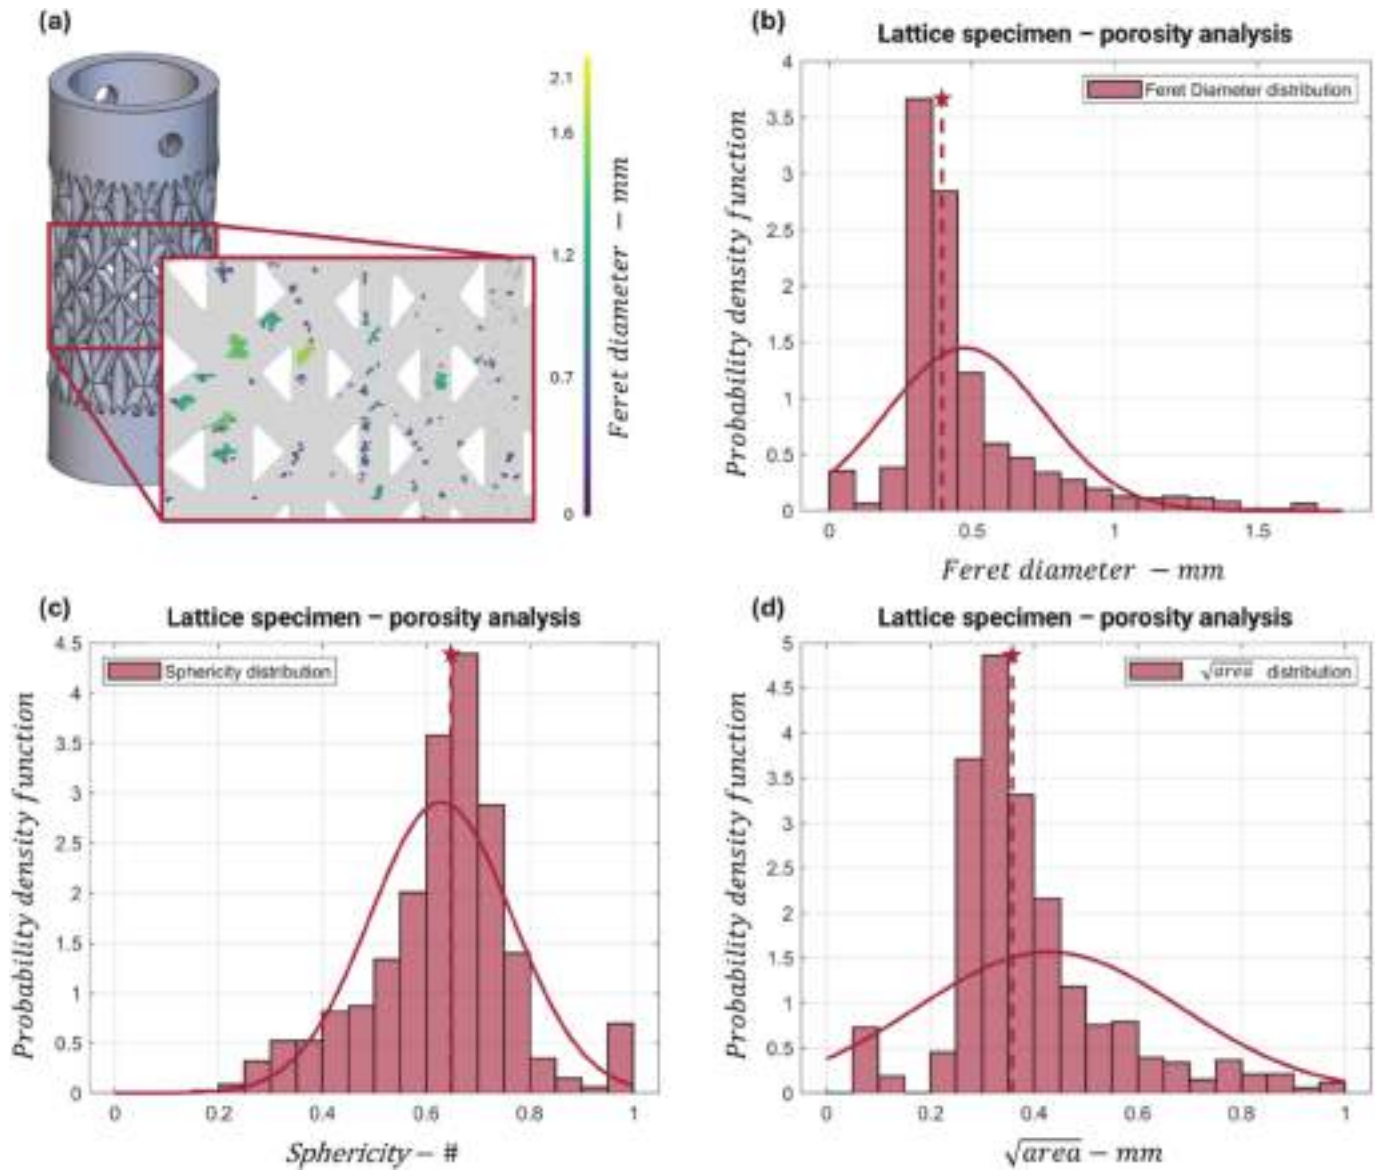 (a)
2.1
1.6
1.2
0.7
0
Feret diameter − mm
(b)
Lattice specimen – porosity analysis
Feret Diameter distribution
Probability density function
4
3.5
3
2.5
2
1.5
1
0.5
0
0 0.5 1 1.5
Feret diameter − mm
(c)
Lattice specimen – porosity analysis
Sphericity distribution
Probability density function
4.5
4
3.5
3
2.5
2
1.5
1
0.5
0
0 0.2 0.4 0.6 0.8 1
Sphericity − #
(d)
Lattice specimen – porosity analysis
√area distribution
Probability density function
5
4.5
4
3.5
3
2.5
2
1.5
1
0.5
0
0 0.2 0.4 0.6 0.8 1
√area − mm